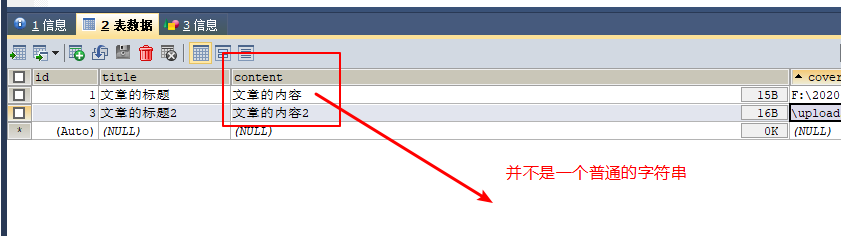 1 信息 2 表数据 3 信息
id title content cover
1 文章的标题 文章的内容 15B F:\2020
3 文章的标题2 文章的内容2 16B \upload
* (Auto) (NULL) (NULL) 0K (NULL)
并不是一个普通的字符串